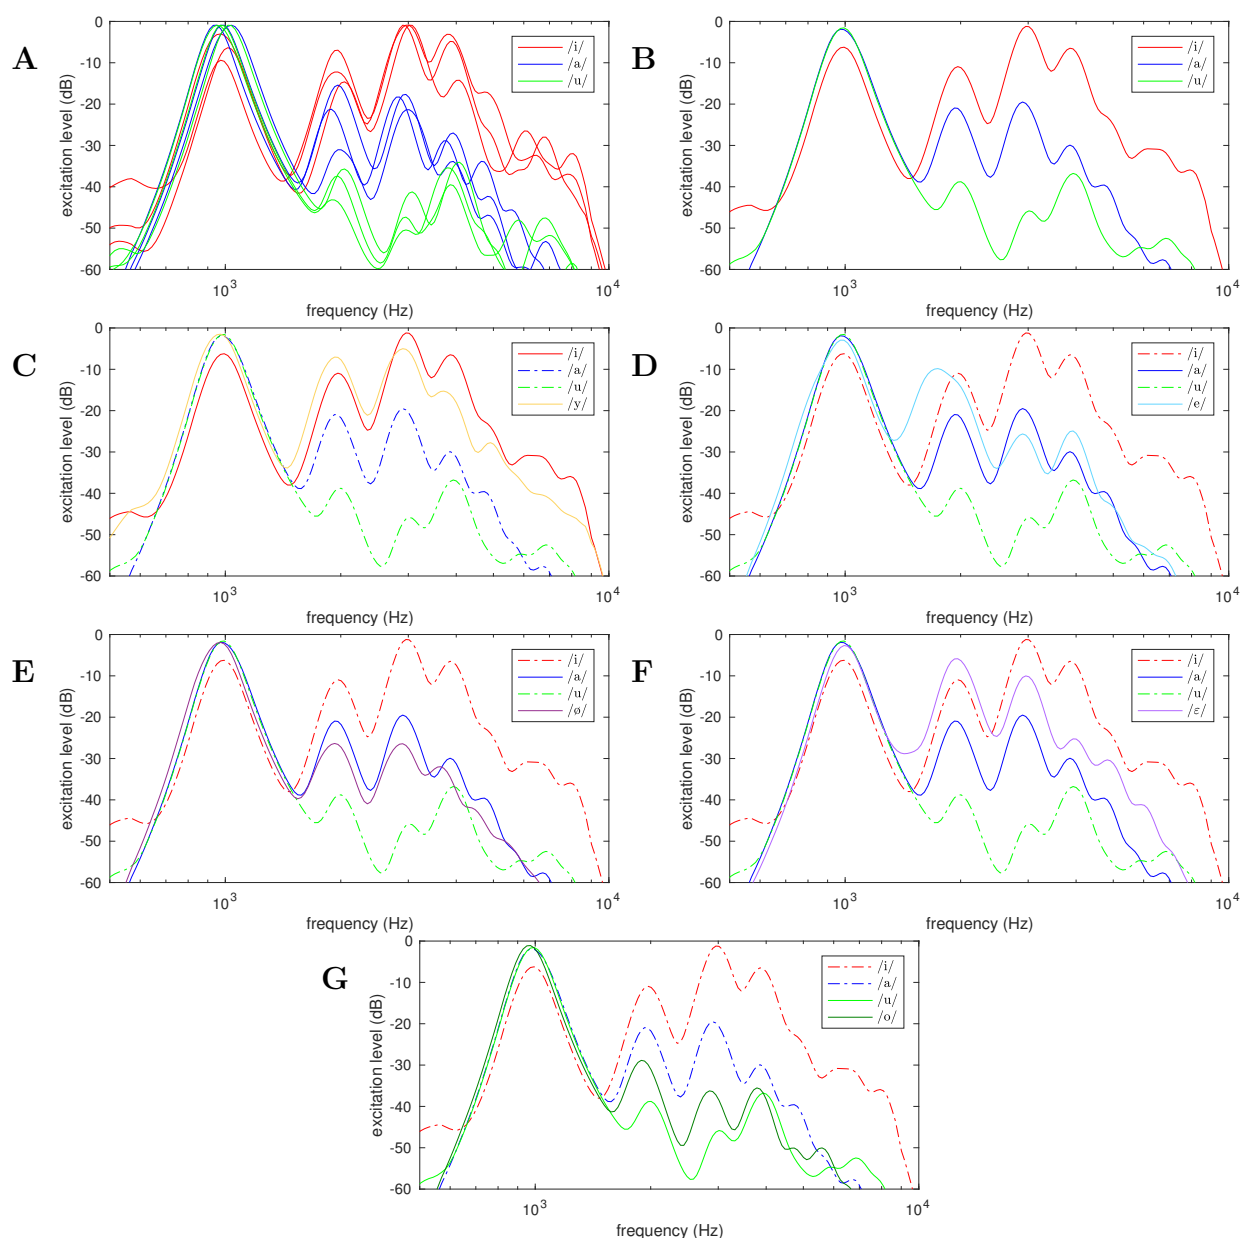 A
excitation level (dB)
0
-10
-20
-30
-40
-50
-60
10³
10⁴
frequency (Hz)
/i/
/a/
/u/
B
excitation level (dB)
0
-10
-20
-30
-40
-50
-60
10³
10⁴
frequency (Hz)
/i/
/a/
/u/
C
excitation level (dB)
0
-10
-20
-30
-40
-50
-60
10³
10⁴
frequency (Hz)
/i/
/a/
/u/
/y/
D
excitation level (dB)
0
-10
-20
-30
-40
-50
-60
10³
10⁴
frequency (Hz)
/i/
/a/
/u/
/e/
E
excitation level (dB)
0
-10
-20
-30
-40
-50
-60
10³
10⁴
frequency (Hz)
/i/
/a/
/u/
/ø/
F
excitation level (dB)
0
-10
-20
-30
-40
-50
-60
10³
10⁴
frequency (Hz)
/i/
/a/
/u/
/ε/
G
excitation level (dB)
0
-10
-20
-30
-40
-50
-60
10³
10⁴
frequency (Hz)
/i/
/a/
/u/
/o/